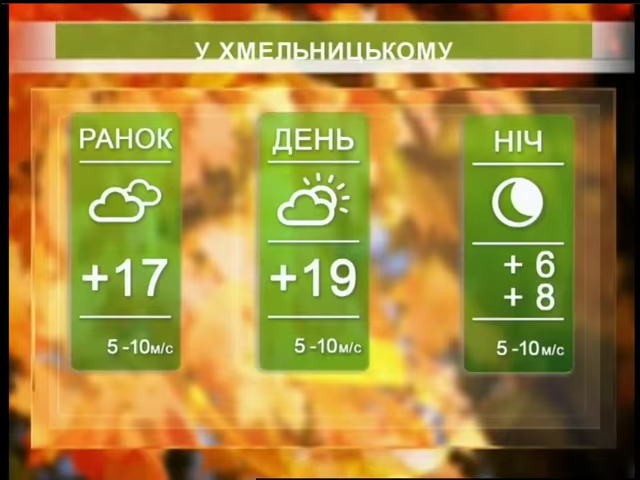 У ХМЕЛЬНИЦЬКОМУ
РАНОК
+17
5 -10м/с
ДЕНЬ
+19
5 -10м/с
НІЧ
+ 6
+ 8
5 -10м/с